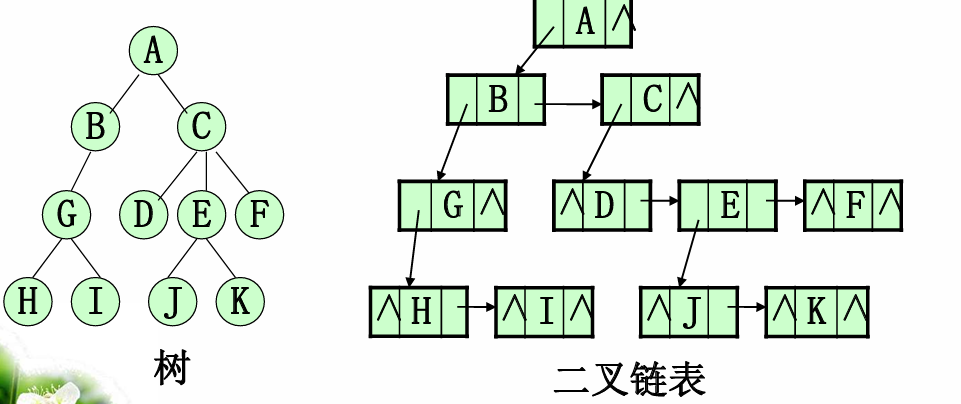 A
B C
G D E F
H I J K
树
A ∧
B C ∧
G ∧ ∧ D E ∧ F ∧
∧ H ∧ I ∧ ∧ J ∧ K ∧
二叉链表